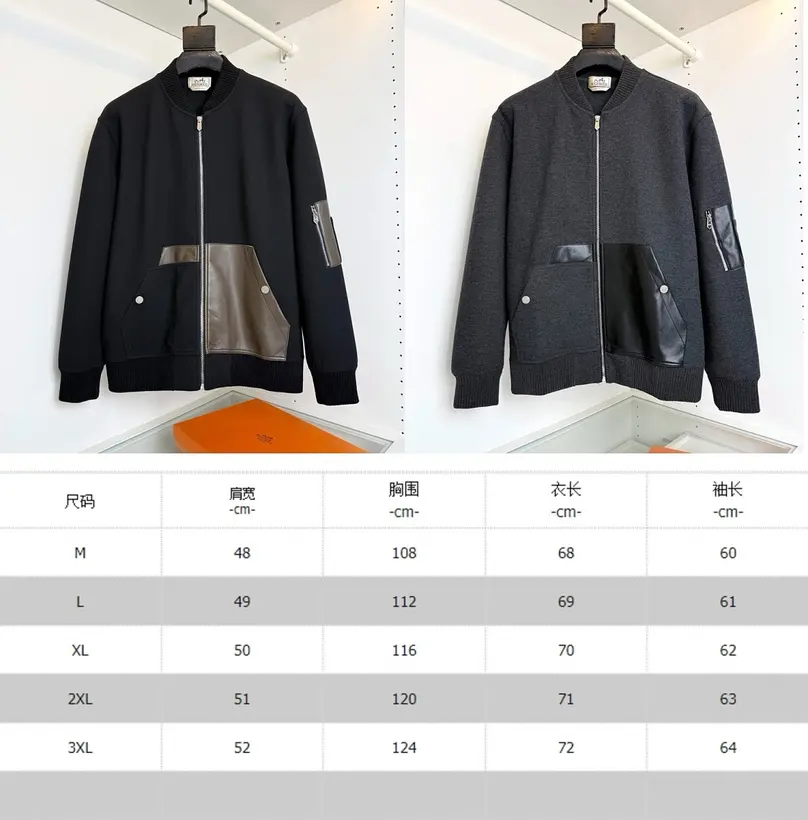 尺码 肩宽 胸围 衣长 袖长
-cm- -cm- -cm- -cm-
M 48 108 68 60
L 49 112 69 61
XL 50 116 70 62
2XL 51 120 71 63
3XL 52 124 72 64